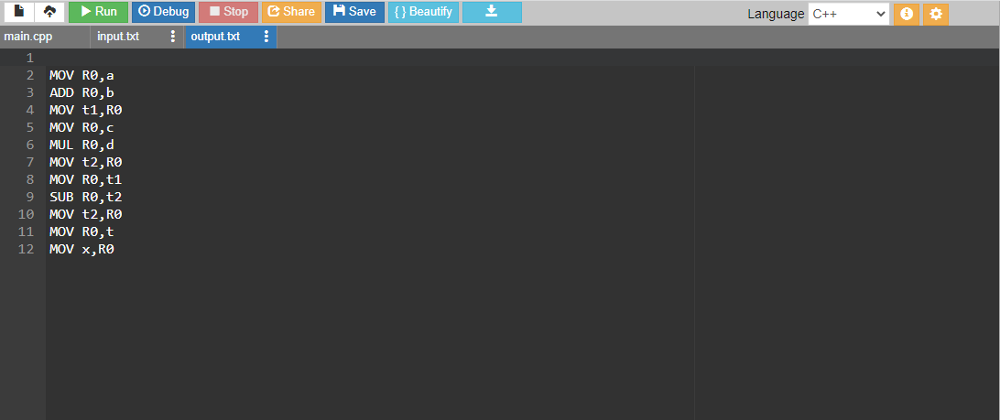 Run Debug Stop Share Save { } Beautify Language C++
main.cpp input.txt output.txt
1
2 MOV R0,a
3 ADD R0,b
4 MOV t1,R0
5 MOV R0,c
6 MUL R0,d
7 MOV t2,R0
8 MOV R0,t1
9 SUB R0,t2
10 MOV t2,R0
11 MOV R0,t
12 MOV x,R0